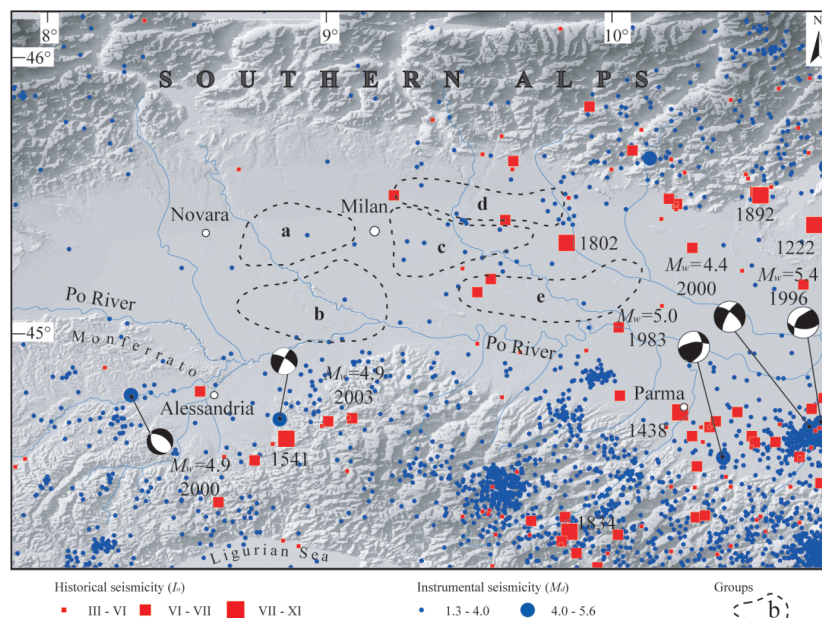 8° 9° 10° N
46°
SOUTHERN ALPS
1892
Novara Milan d
a 1802 1222
c Mw=4.4 Mw=5.4
e 2000 1996
Po River b Mw=5.0
45° 1983
Monferrato Po River
Mw=4.9
Alessandria 2003 Parma
1438
Mw=4.9 1541
2000
1834
Ligurian Sea
Historical seismicity (Io) Instrumental seismicity (Md) Groups
III - VI VI - VII VII - XI 1.3 - 4.0 4.0 - 5.6 b